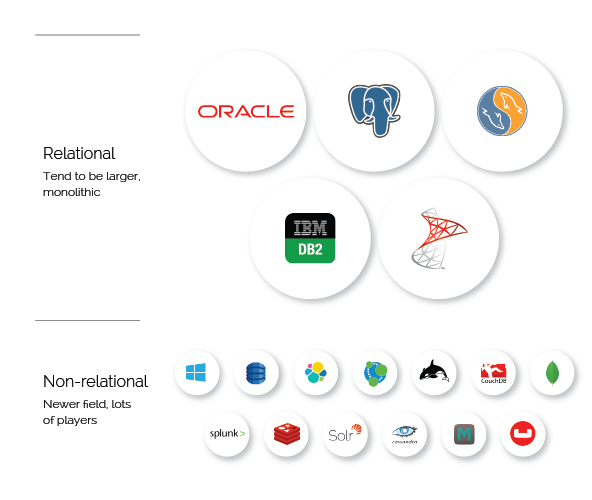 ORACLE
Relational
Tend to be larger,
monolithic
IBM
DB2
Non-relational
Newer field, lots
of players
CouchDB
splunk>
Solr
cassandra
M